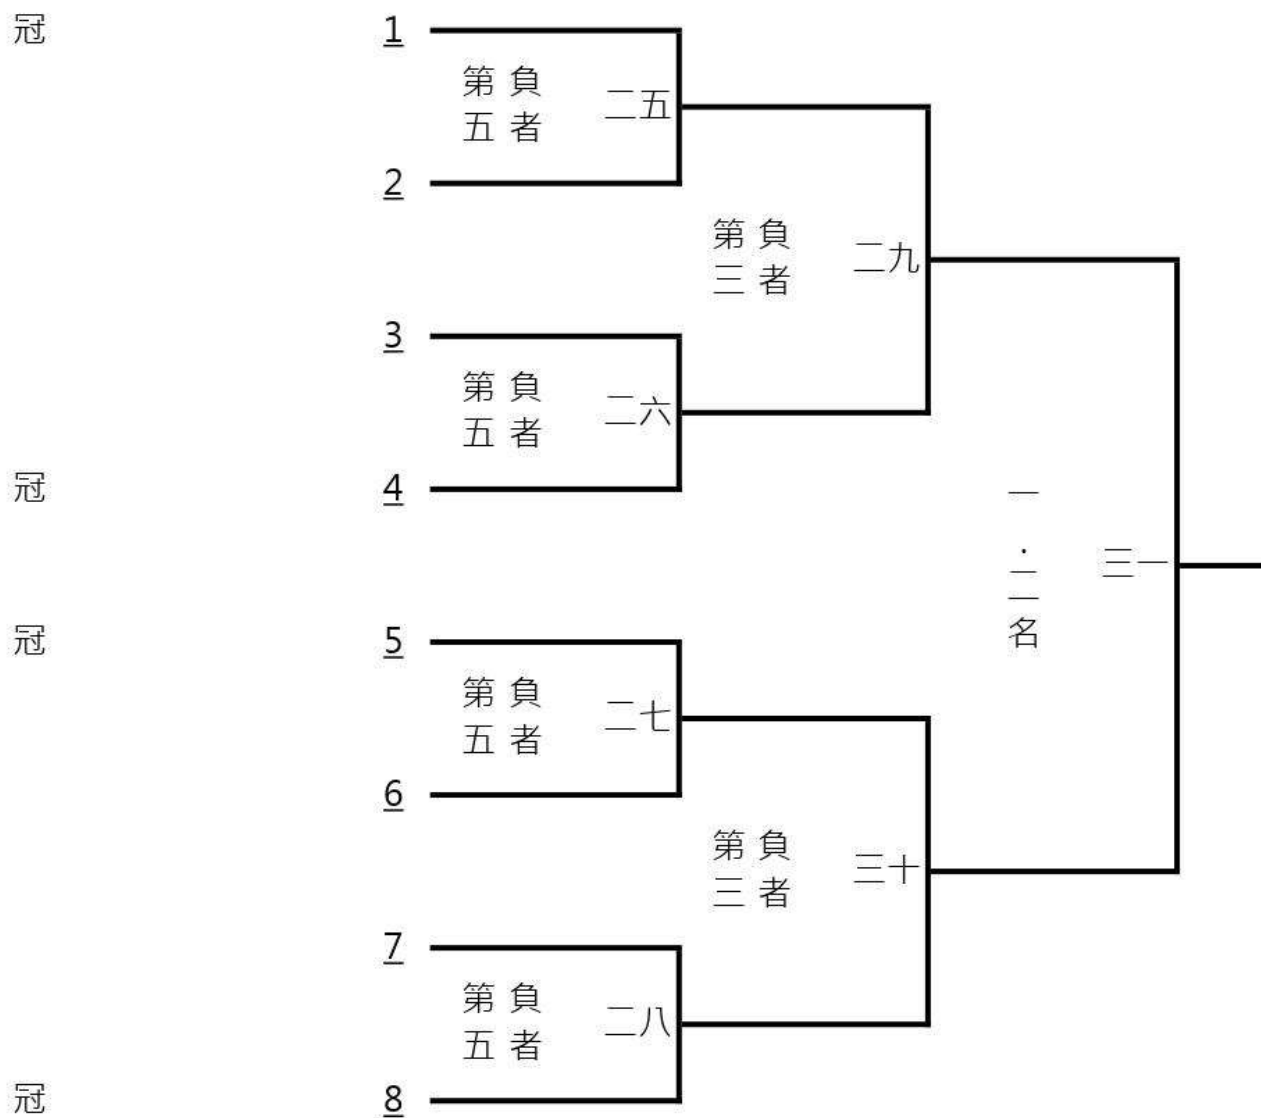 冠 1
負者 第五 二五
2
負者 第三 二九
3
負者 第五 二六
冠 4
一.二名 三一
冠 5
負者 第五 二七
6
負者 第三 三十
7
負者 第五 二八
冠 8